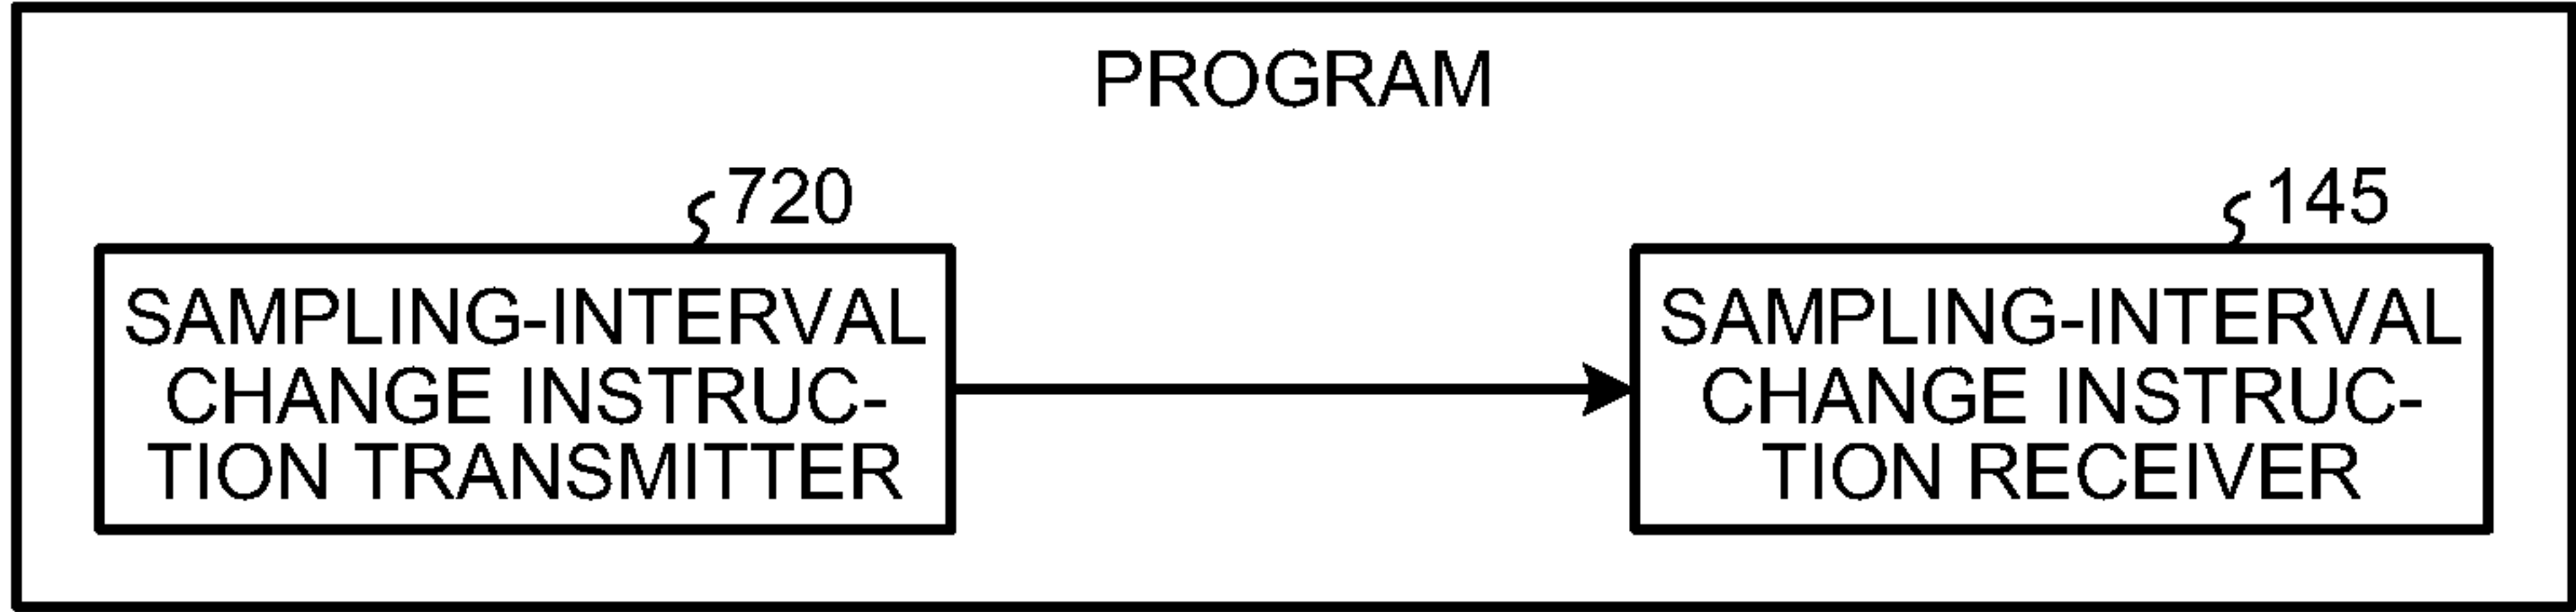 PROGRAM
720
SAMPLING-INTERVAL
CHANGE INSTRUC-
TION TRANSMITTER
145
SAMPLING-INTERVAL
CHANGE INSTRUC-
TION RECEIVER